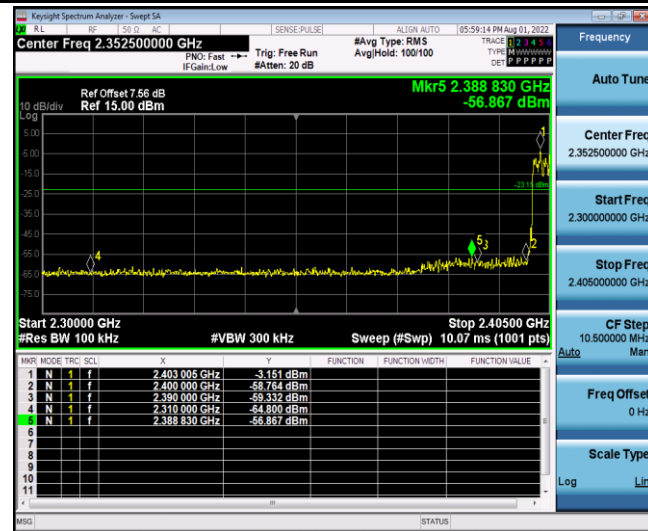 Keysight Spectrum Analyzer - Swept SA
RL RF 50 Ω AC SENSE:PULSE ALIGN AUTO 05:59:14 PM Aug 01, 2022
Center Freq 2.352500000 GHz
PNO: Fast
IFGain:Low
Trig: Free Run
#Atten: 20 dB
#Avg Type: RMS
Avg|Hold: 100/100
TRACE 1 2 3 4 5 6
TYPE M
DET P P P P P P
Mkr5 2.388 830 GHz
-56.867 dBm
Ref Offset 7.56 dB
Ref 15.00 dBm
10 dB/div
Log
5.00
-5.00
-15.0
-25.0
-35.0
-45.0
-55.0
-65.0
-75.0
1
-23.15 dBm
4
5
3
2
Start 2.30000 GHz
Stop 2.40500 GHz
#Res BW 100 kHz
#VBW 300 kHz
Sweep (#Swp) 10.07 ms (1001 pts)
MKR MODE TRC SCL X Y FUNCTION FUNCTION WIDTH FUNCTION VALUE
1 N 1 f 2.403 005 GHz -3.151 dBm
2 N 1 f 2.400 000 GHz -58.764 dBm
3 N 1 f 2.390 000 GHz -59.332 dBm
4 N 1 f 2.310 000 GHz -64.800 dBm
5 N 1 f 2.388 830 GHz -56.867 dBm
6
7
8
9
10
11
MSG
STATUS
Frequency
Auto Tune
Center Freq
2.352500000 GHz
Start Freq
2.300000000 GHz
Stop Freq
2.405000000 GHz
CF Step
10.500000 MHz
Auto Man
Freq Offset
0 Hz
Scale Type
Log Lin